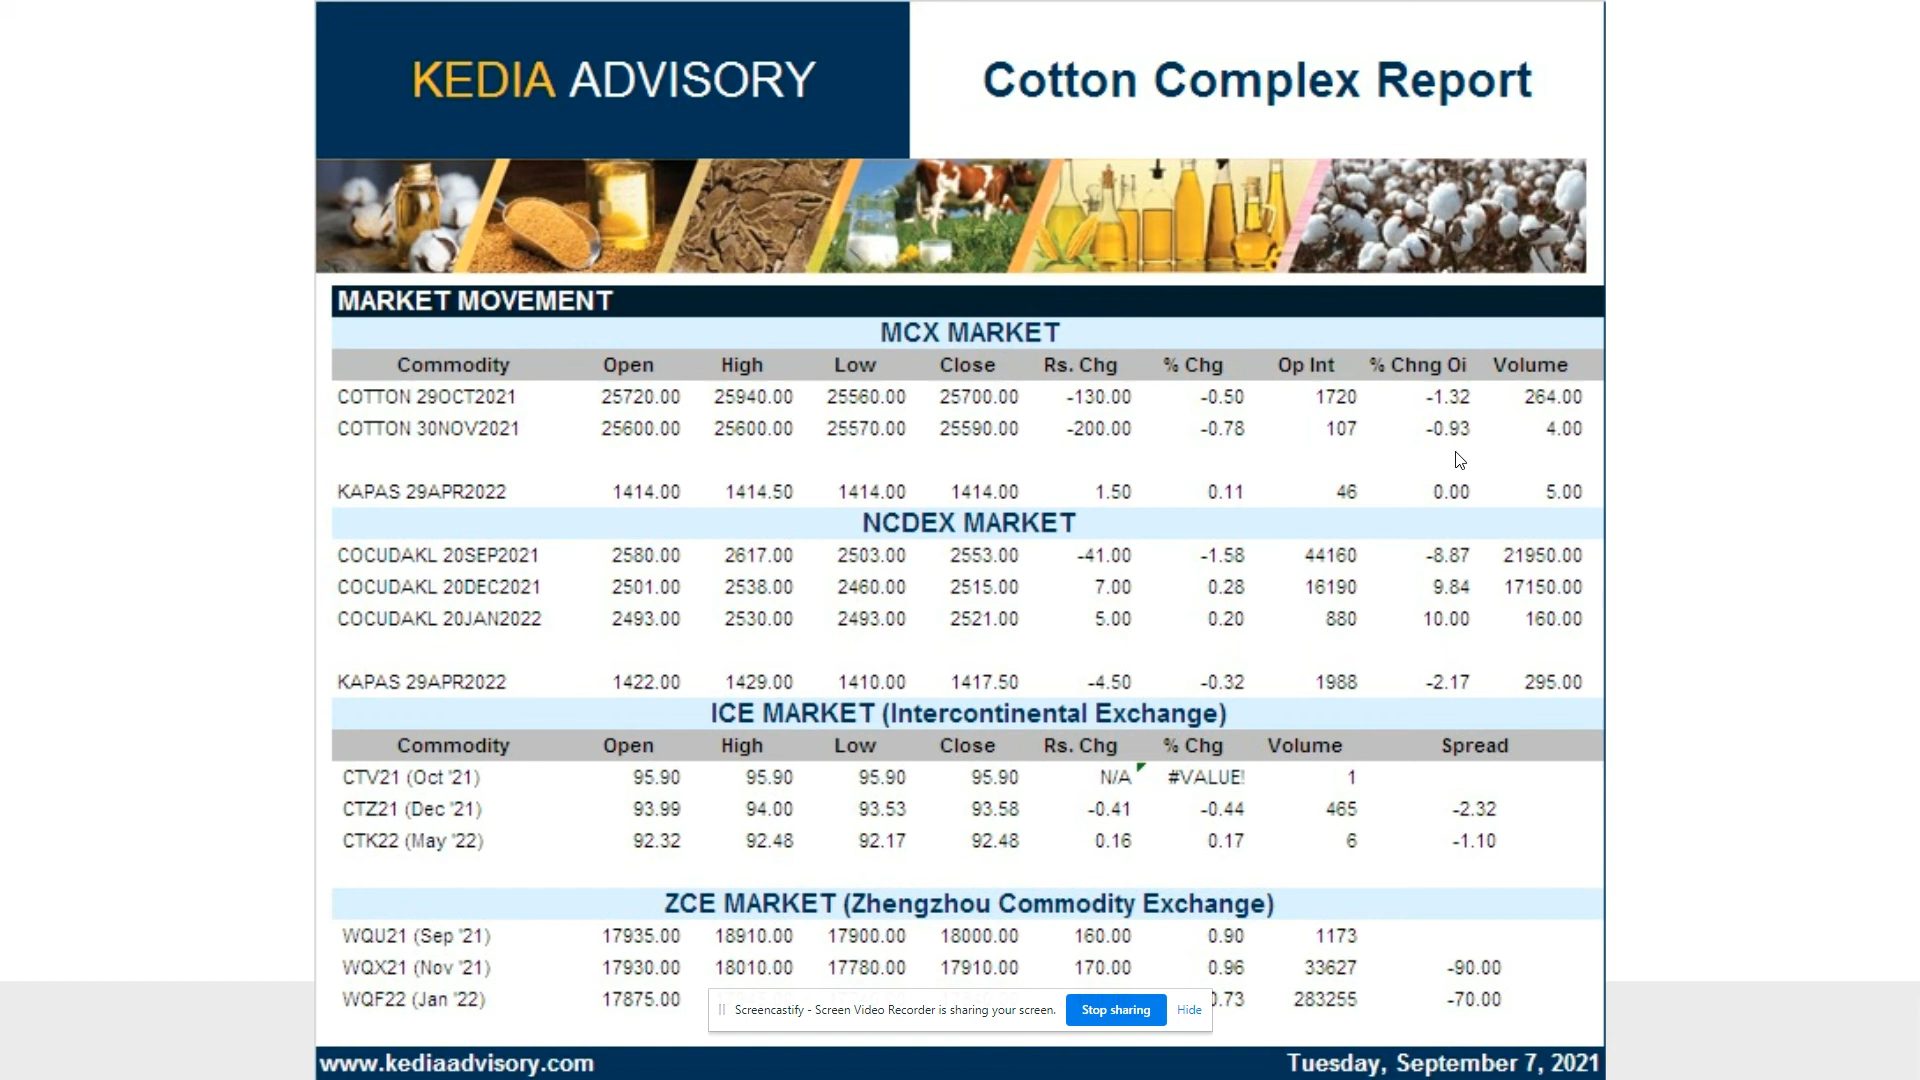 KEDIA ADVISORY
Cotton Complex Report
MARKET MOVEMENT
MCX MARKET
Commodity Open High Low Close Rs. Chg % Chg Op Int % Chng Oi Volume
COTTON 29OCT2021 25720.00 25940.00 25560.00 25700.00 -130.00 -0.50 1720 -1.32 264.00
COTTON 30NOV2021 25600.00 25600.00 25570.00 25590.00 -200.00 -0.78 107 -0.93 4.00
KAPAS 29APR2022 1414.00 1414.50 1414.00 1414.00 1.50 0.11 46 0.00 5.00
NCDEX MARKET
COCUDAKL 20SEP2021 2580.00 2617.00 2503.00 2553.00 -41.00 -1.58 44160 -8.87 21950.00
COCUDAKL 20DEC2021 2501.00 2538.00 2460.00 2515.00 7.00 0.28 16190 9.84 17150.00
COCUDAKL 20JAN2022 2493.00 2530.00 2493.00 2521.00 5.00 0.20 880 10.00 160.00
KAPAS 29APR2022 1422.00 1429.00 1410.00 1417.50 -4.50 -0.32 1988 -2.17 295.00
ICE MARKET (Intercontinental Exchange)
Commodity Open High Low Close Rs. Chg % Chg Volume Spread
CTV21 (Oct '21) 95.90 95.90 95.90 95.90 N/A #VALUE! 1
CTZ21 (Dec '21) 93.99 94.00 93.53 93.58 -0.41 -0.44 465 -2.32
CTK22 (May '22) 92.32 92.48 92.17 92.48 0.16 0.17 6 -1.10
ZCE MARKET (Zhengzhou Commodity Exchange)
WQU21 (Sep '21) 17935.00 18910.00 17900.00 18000.00 160.00 0.90 1173
WQX21 (Nov '21) 17930.00 18010.00 17780.00 17910.00 170.00 0.96 33627 -90.00
WQF22 (Jan '22) 17875.00 .73 283255 -70.00
Screencastify - Screen Video Recorder is sharing your screen. Stop sharing Hide
www.kediaadvisory.com
Tuesday, September 7, 2021